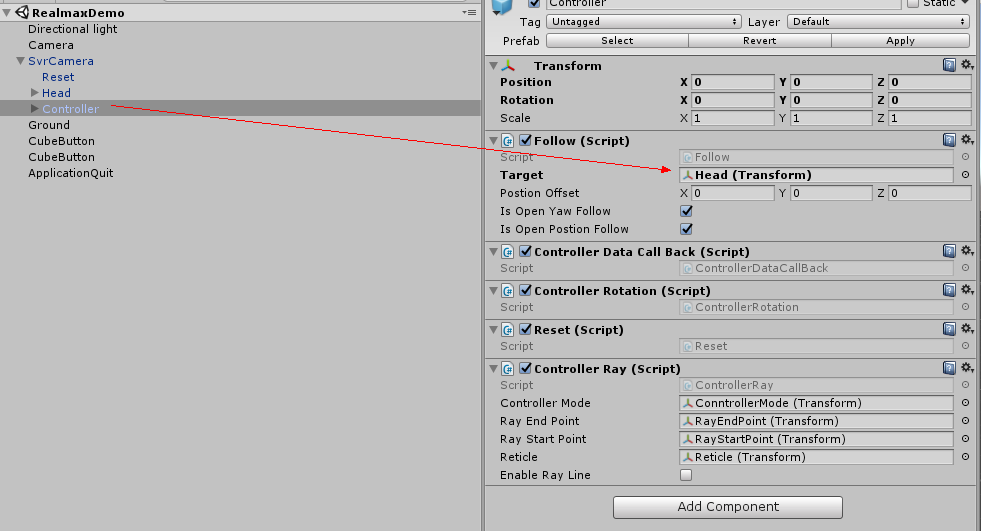 RealmaxDemo
Directional light
Camera
SvrCamera
Reset
Head
Controller
Ground
CubeButton
CubeButton
ApplicationQuit
Controller Static
Tag Untagged Layer Default
Prefab Select Revert Apply
Transform
Position X 0 Y 0 Z 0
Rotation X 0 Y 0 Z 0
Scale X 1 Y 1 Z 1
Follow (Script)
Script Follow
Target Head (Transform)
Postion Offset X 0 Y 0 Z 0
Is Open Yaw Follow
Is Open Postion Follow
Controller Data Call Back (Script)
Script ControllerDataCallBack
Controller Rotation (Script)
Script ControllerRotation
Reset (Script)
Script Reset
Controller Ray (Script)
Script ControllerRay
Controller Mode ConntrollerMode (Transform)
Ray End Point RayEndPoint (Transform)
Ray Start Point RayStartPoint (Transform)
Reticle Reticle (Transform)
Enable Ray Line
Add Component